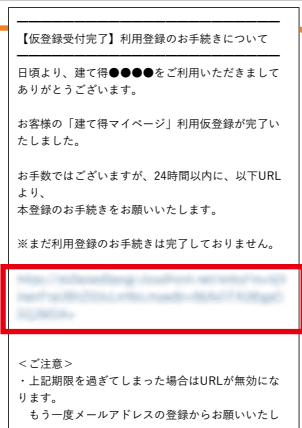 【仮登録受付完了】利用登録のお手続きについて
日頃より、建て得●●●●をご利用いただきまして
ありがとうございます。
お客様の「建て得マイページ」利用仮登録が完了い
たしました。
お手数ではございますが、24時間以内に、以下URL
より、
本登録のお手続きをお願いいたします。
※まだ利用登録のお手続きは完了しておりません。
＜ご注意＞
・上記期限を過ぎてしまった場合はURLが無効にな
ります。
もう一度メールアドレスの登録からお願いいたし